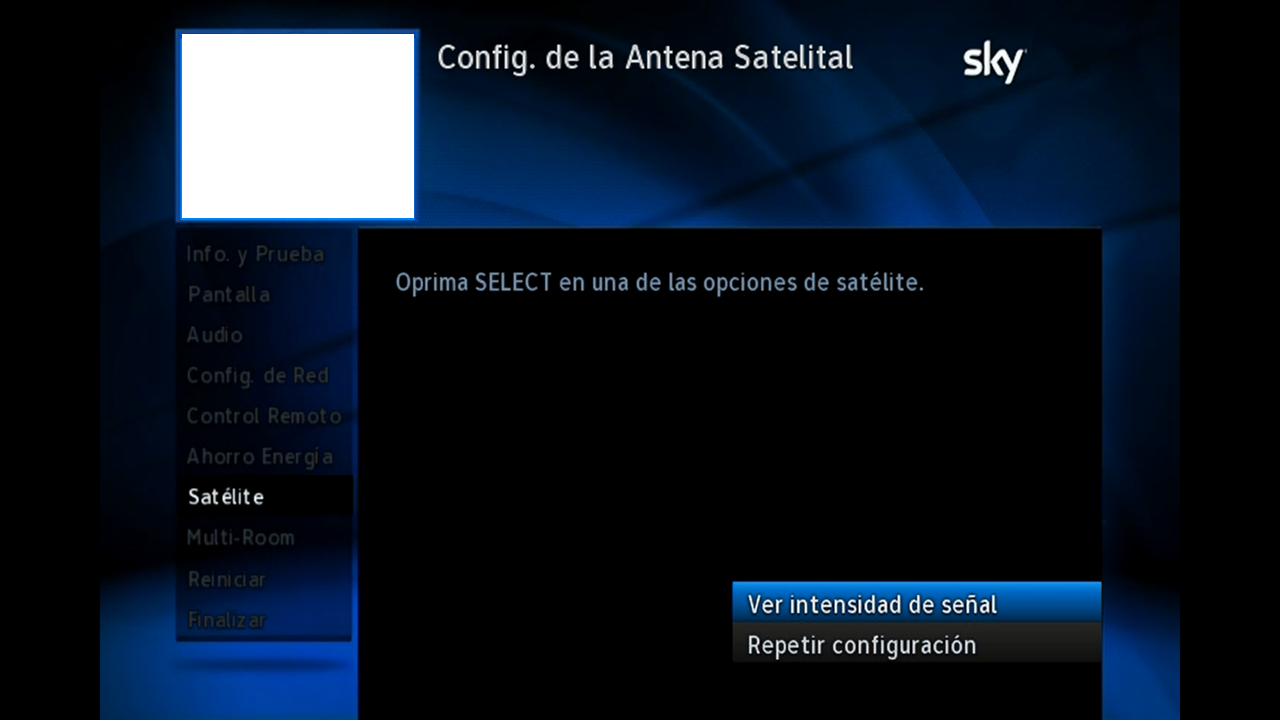 Config. de la Antena Satelital
sky
Info. y Prueba
Pantalla
Audio
Config. de Red
Control Remoto
Ahorro Energía
Satélite
Multi-Room
Reiniciar
Finalizar
Oprima SELECT en una de las opciones de satélite.
Ver intensidad de señal
Repetir configuración